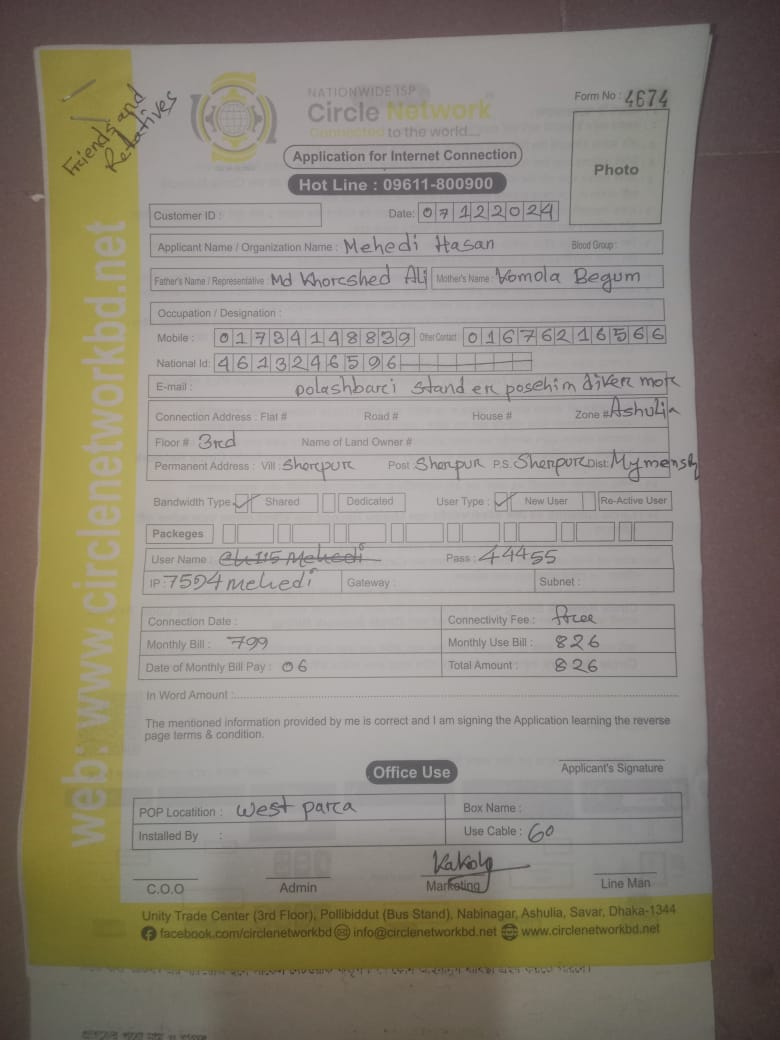 Friends and
Relatives
NATIONWIDE ISP
Circle Network
Connected to the world....
Form No : 4674
Application for Internet Connection
Hot Line : 09611-800900
Photo
Customer ID :
Date: 07122024
Applicant Name / Organization Name : Mehedi Hasan Blood Group :
Father's Name / Representative Md Khorcshed Ali Mother's Name : Komola Begum
Occupation / Designation :
Mobile : 01734148839 Other Contact 01676216566
National Id: 4613246596
E-mail : polashbarci stand er poschim diker mor
Connection Address : Flat # Road # House # Zone # Ashulia
Floor # 3rd Name of Land Owner #
Permanent Address : Vill : Sherpur Post : Sherpur P.S. Sherpur Dist: Mymensh
Bandwidth Type Shared Dedicated User Type : New User Re-Active User
Packeges
User Name : Pass : 44455
IP : 7594mehedi Gateway : Subnet :
Connection Date : Connectivity Fee : free
Monthly Bill : 799 Monthly Use Bill : 826
Date of Monthly Bill Pay : 06 Total Amount : 826
In Word Amount :
The mentioned information provided by me is correct and I am signing the Application learning the reverse
page terms & condition.
Applicant's Signature
Office Use
POP Locatition : West parca Box Name :
Installed By : Use Cable : 60
Kakoly
C.O.O Admin Marketing Line Man
Unity Trade Center (3rd Floor), Pollibiddut (Bus Stand), Nabinagar, Ashulia, Savar, Dhaka-1344
facebook.com/circlenetworkbd info@circlenetworkbd.net www.circlenetworkbd.net
web: www.circlenetworkbd.net